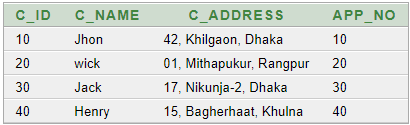 C_ID C_NAME C_ADDRESS APP_NO
10 Jhon 42, Khilgaon, Dhaka 10
20 wick 01, Mithapukur, Rangpur 20
30 Jack 17, Nikunja-2, Dhaka 30
40 Henry 15, Bagherhaat, Khulna 40